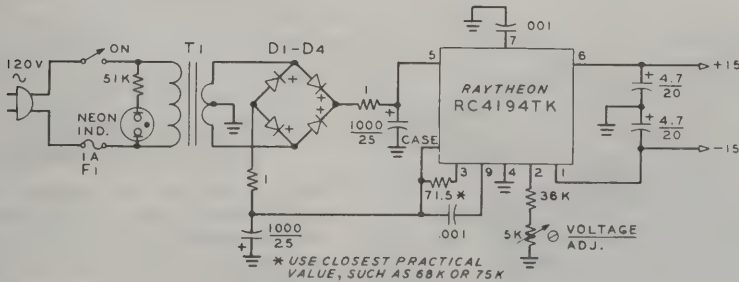 120V
ON
51K
NEON
IND.
1A
F1
T1
D1-D4
1
1
1000
25
1000
25
CASE
.001
7
5
6
RAYTHEON
RC4194TK
3
9
4
2
1
71.5 *
.001
36K
5K
VOLTAGE
ADJ.
4.7
20
4.7
20
+15
-15
* USE CLOSEST PRACTICAL
VALUE, SUCH AS 68K OR 75K